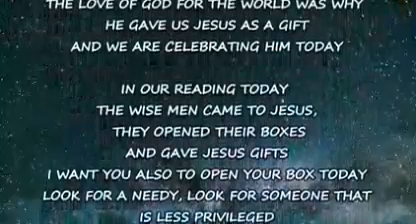 THE LOVE OF GOD FOR THE WORLD WAS WHY
HE GAVE US JESUS AS A GIFT
AND WE ARE CELEBRATING HIM TODAY
IN OUR READING TODAY
THE WISE MEN CAME TO JESUS,
THEY OPENED THEIR BOXES
AND GAVE JESUS GIFTS
I WANT YOU ALSO TO OPEN YOUR BOX TODAY
LOOK FOR A NEEDY, LOOK FOR SOMEONE THAT
IS LESS PRIVILEGED